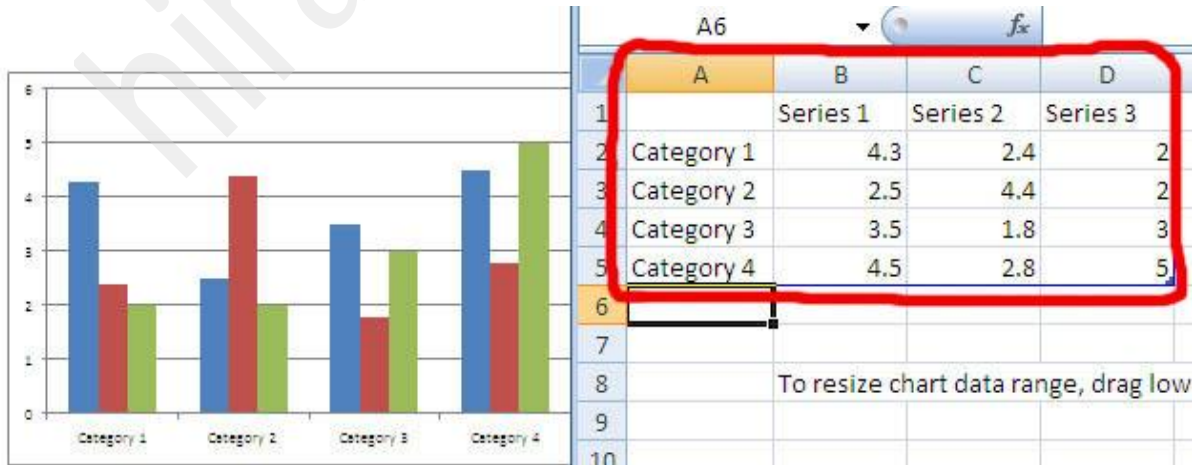 6
5
4
3
2
1
0
Category 1 Category 2 Category 3 Category 4
A6 fx
A B C D
1 Series 1 Series 2 Series 3
2 Category 1 4.3 2.4 2
3 Category 2 2.5 4.4 2
4 Category 3 3.5 1.8 3
5 Category 4 4.5 2.8 5
6
7
8 To resize chart data range, drag low
9
10